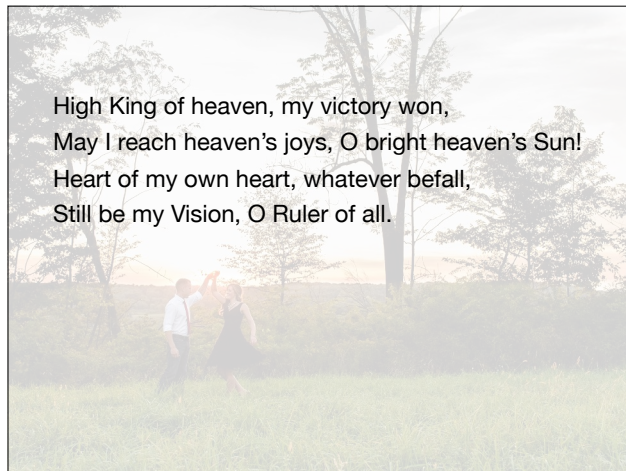 High King of heaven, my victory won,
May I reach heaven’s joys, O bright heaven’s Sun!
Heart of my own heart, whatever befall,
Still be my Vision, O Ruler of all.